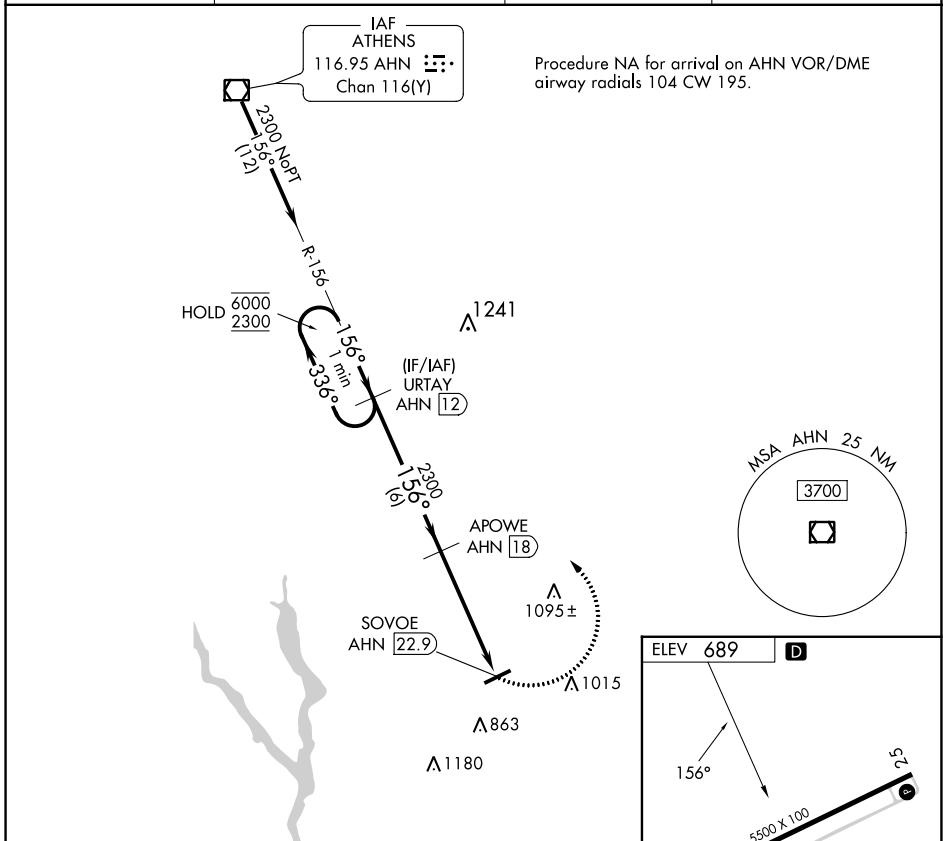 IAF
ATHENS
116.95 AHN
Chan 116(Y)
Procedure NA for arrival on AHN VOR/DME
airway radials 104 CW 195.
2300 NoPT
156°
(12)
R-156
HOLD 6000
2300
156°
1 min
336°
1241
(IF/IAF)
URTAY
AHN 12
2300
156°
(6)
MSA AHN 25 NM
3700
APOWE
AHN 18
1095±
SOVOE
AHN 22.9
1015
863
1180
ELEV 689 D
156°
25
P
5500 X 100